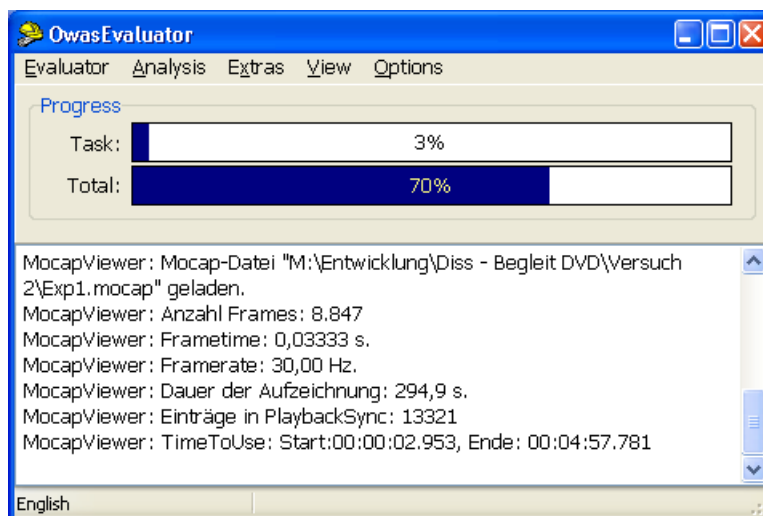 OwasEvaluator
Evaluator Analysis Extras View Options
Progress
Task: 3%
Total: 70%
MocapViewer: Mocap-Datei "M:\Entwicklung\Diss - Begleit DVD\Versuch
2\Exp1.mocap" geladen.
MocapViewer: Anzahl Frames: 8.847
MocapViewer: Frametime: 0,03333 s.
MocapViewer: Framerate: 30,00 Hz.
MocapViewer: Dauer der Aufzeichnung: 294,9 s.
MocapViewer: Einträge in PlaybackSync: 13321
MocapViewer: TimeToUse: Start:00:00:02.953, Ende: 00:04:57.781
English